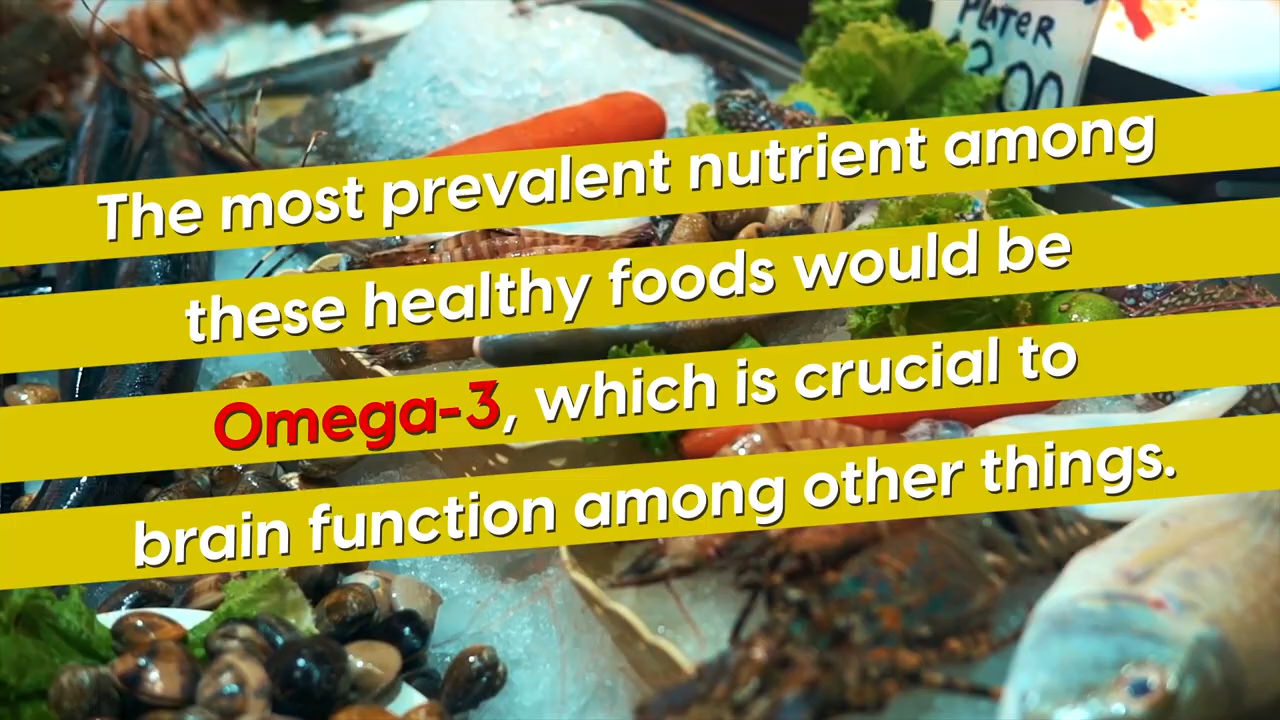 PLATER
The most prevalent nutrient among
these healthy foods would be
Omega-3, which is crucial to
brain function among other things.